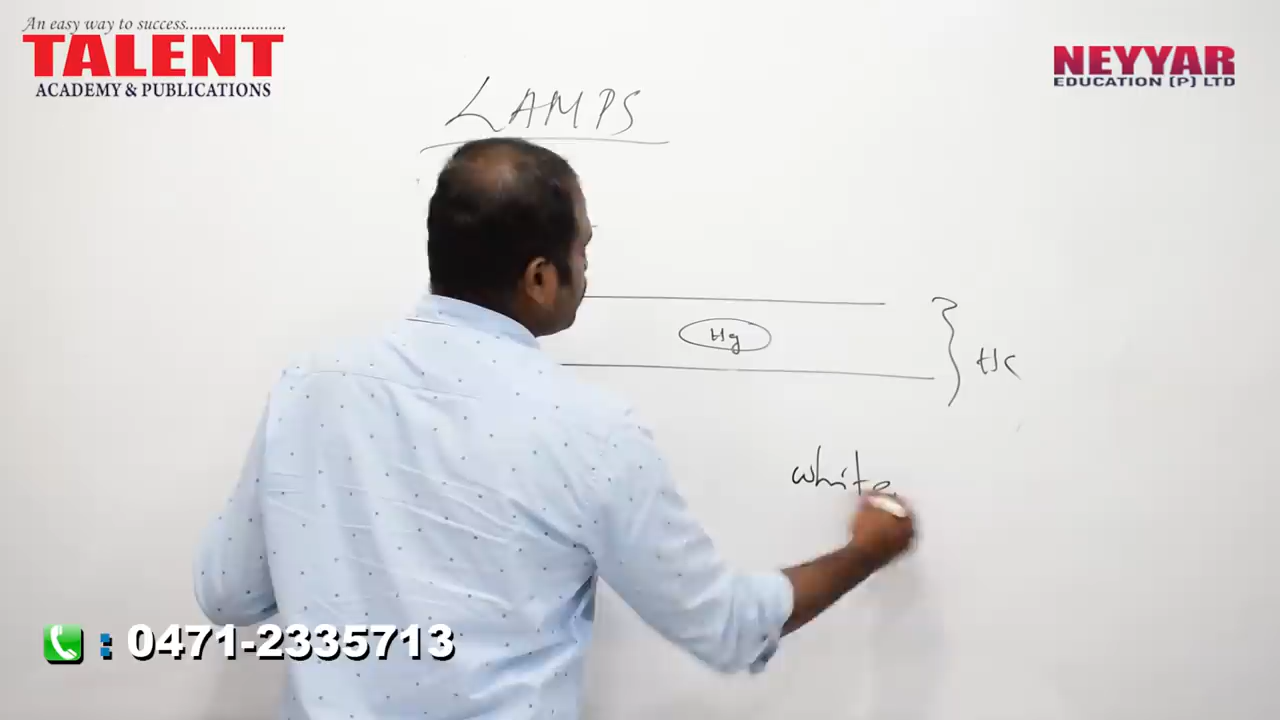 An easy way to success.......................
TALENT
ACADEMY & PUBLICATIONS
NEYYAR
EDUCATION (P) LTD
LAMPS
Hg
white
: 0471-2335713